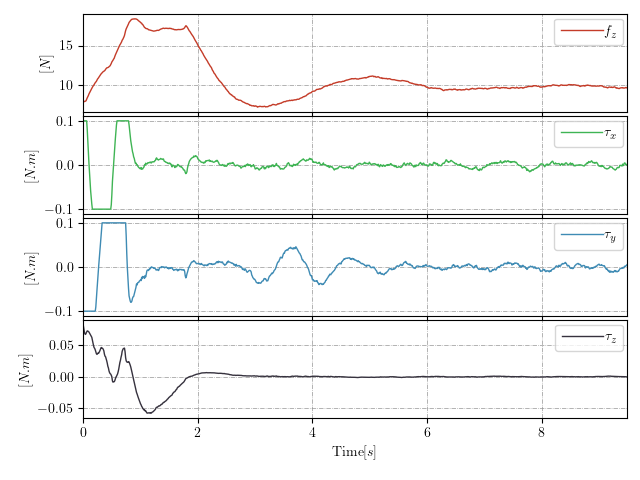 15
10
[N]
f_z
0.1
0.0
−0.1
[N.m]
τ_x
0.1
0.0
−0.1
[N.m]
τ_y
0.05
0.00
−0.05
[N.m]
τ_z
0 2 4 6 8
Time[s]